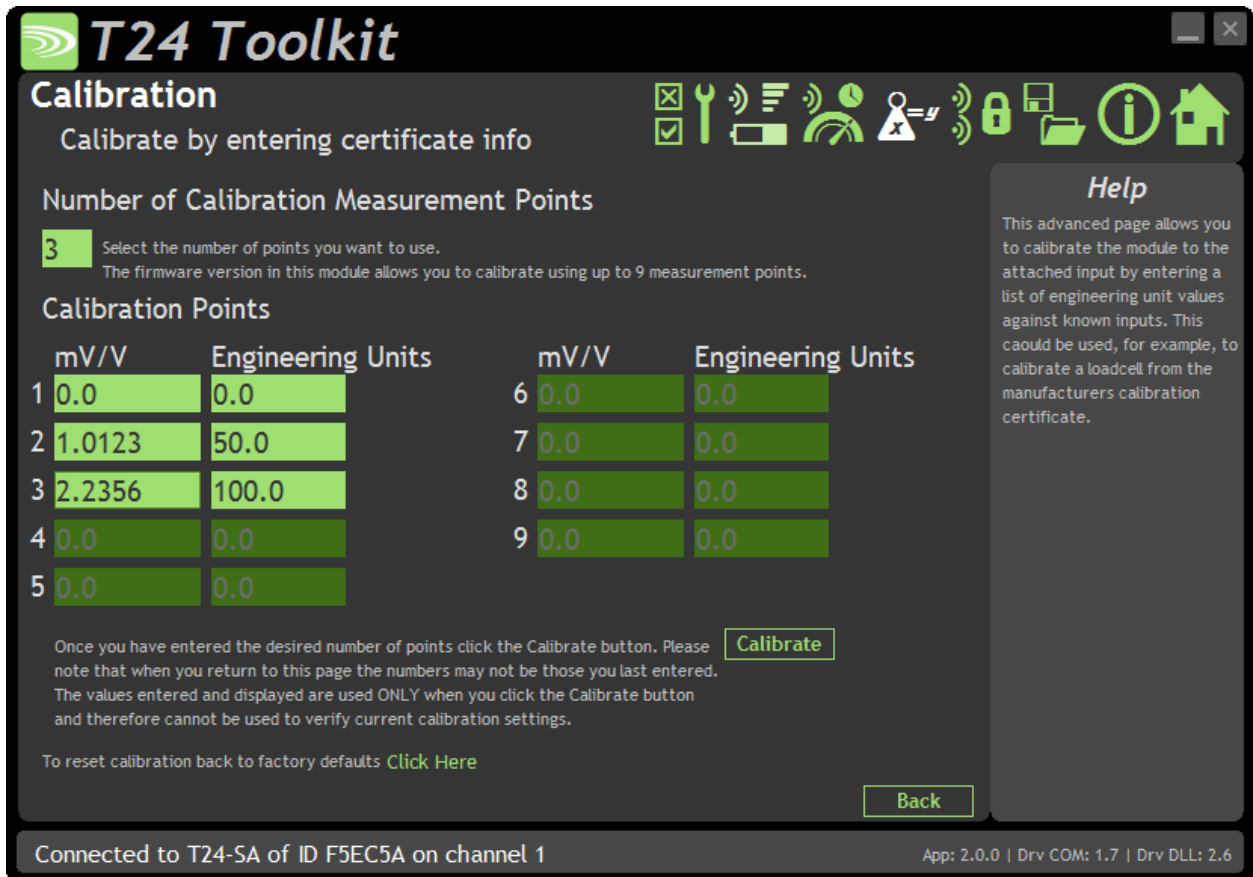 T24 Toolkit
Calibration
Calibrate by entering certificate info
x=y
Number of Calibration Measurement Points
3 Select the number of points you want to use.
The firmware version in this module allows you to calibrate using up to 9 measurement points.
Calibration Points
mV/V Engineering Units mV/V Engineering Units
1 0.0 0.0 6 0.0 0.0
2 1.0123 50.0 7 0.0 0.0
3 2.2356 100.0 8 0.0 0.0
4 0.0 0.0 9 0.0 0.0
5 0.0 0.0
Once you have entered the desired number of points click the Calibrate button. Please Calibrate
note that when you return to this page the numbers may not be those you last entered.
The values entered and displayed are used ONLY when you click the Calibrate button
and therefore cannot be used to verify current calibration settings.
To reset calibration back to factory defaults Click Here
Back
Help
This advanced page allows you
to calibrate the module to the
attached input by entering a
list of engineering unit values
against known inputs. This
caould be used, for example, to
calibrate a loadcell from the
manufacturers calibration
certificate.
Connected to T24-SA of ID F5EC5A on channel 1 App: 2.0.0 | Drv COM: 1.7 | Drv DLL: 2.6